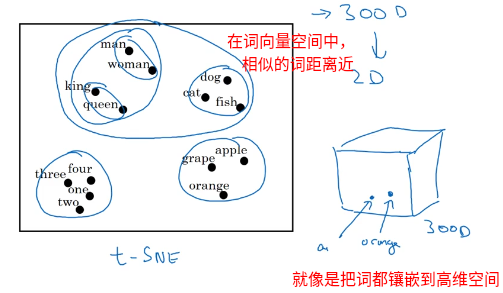 → 300D
在词向量空间中,
相似的词距离近
2D
man
woman
king
queen
dog
cat
fish
three
four
one
two
grape
apple
orange
orange
300D
t-SNE
就像是把词都镶嵌到高维空间